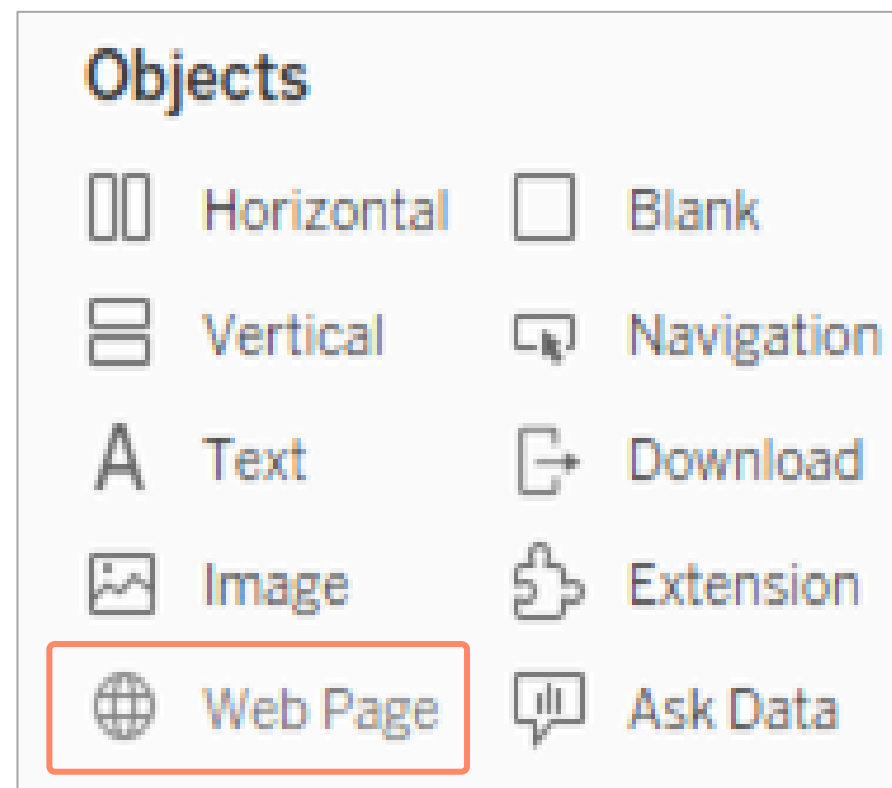 Objects
Horizontal
Blank
Vertical
Navigation
Text
Download
Image
Extension
Web Page
Ask Data